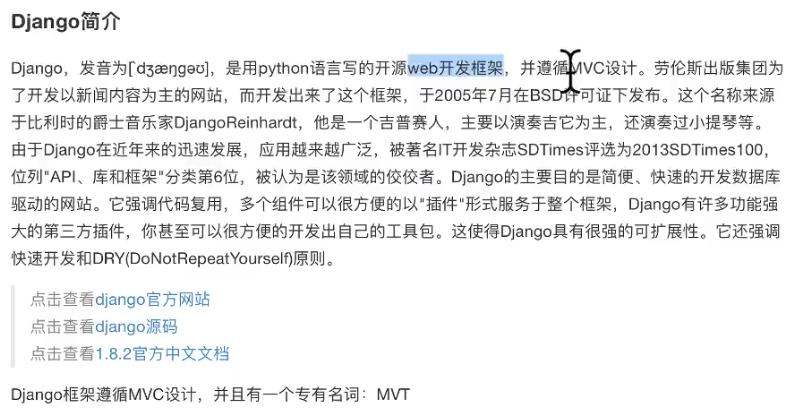 Django简介
Django，发音为[`dʒæŋɡəʊ]，是用python语言写的开源web开发框架，并遵循MVC设计。劳伦斯出版集团为
了开发以新闻内容为主的网站，而开发出来了这个框架，于2005年7月在BSD许可证下发布。这个名称来源
于比利时的爵士音乐家DjangoReinhardt，他是一个吉普赛人，主要以演奏吉它为主，还演奏过小提琴等。
由于Django在近年来的迅速发展，应用越来越广泛，被著名IT开发杂志SDTimes评选为2013SDTimes100，
位列"API、库和框架"分类第6位，被认为是该领域的佼佼者。Django的主要目的是简便、快速的开发数据库
驱动的网站。它强调代码复用，多个组件可以很方便的以"插件"形式服务于整个框架，Django有许多功能强
大的第三方插件，你甚至可以很方便的开发出自己的工具包。这使得Django具有很强的可扩展性。它还强调
快速开发和DRY(DoNotRepeatYourself)原则。
点击查看django官方网站
点击查看django源码
点击查看1.8.2官方中文文档
Django框架遵循MVC设计，并且有一个专有名词：MVT